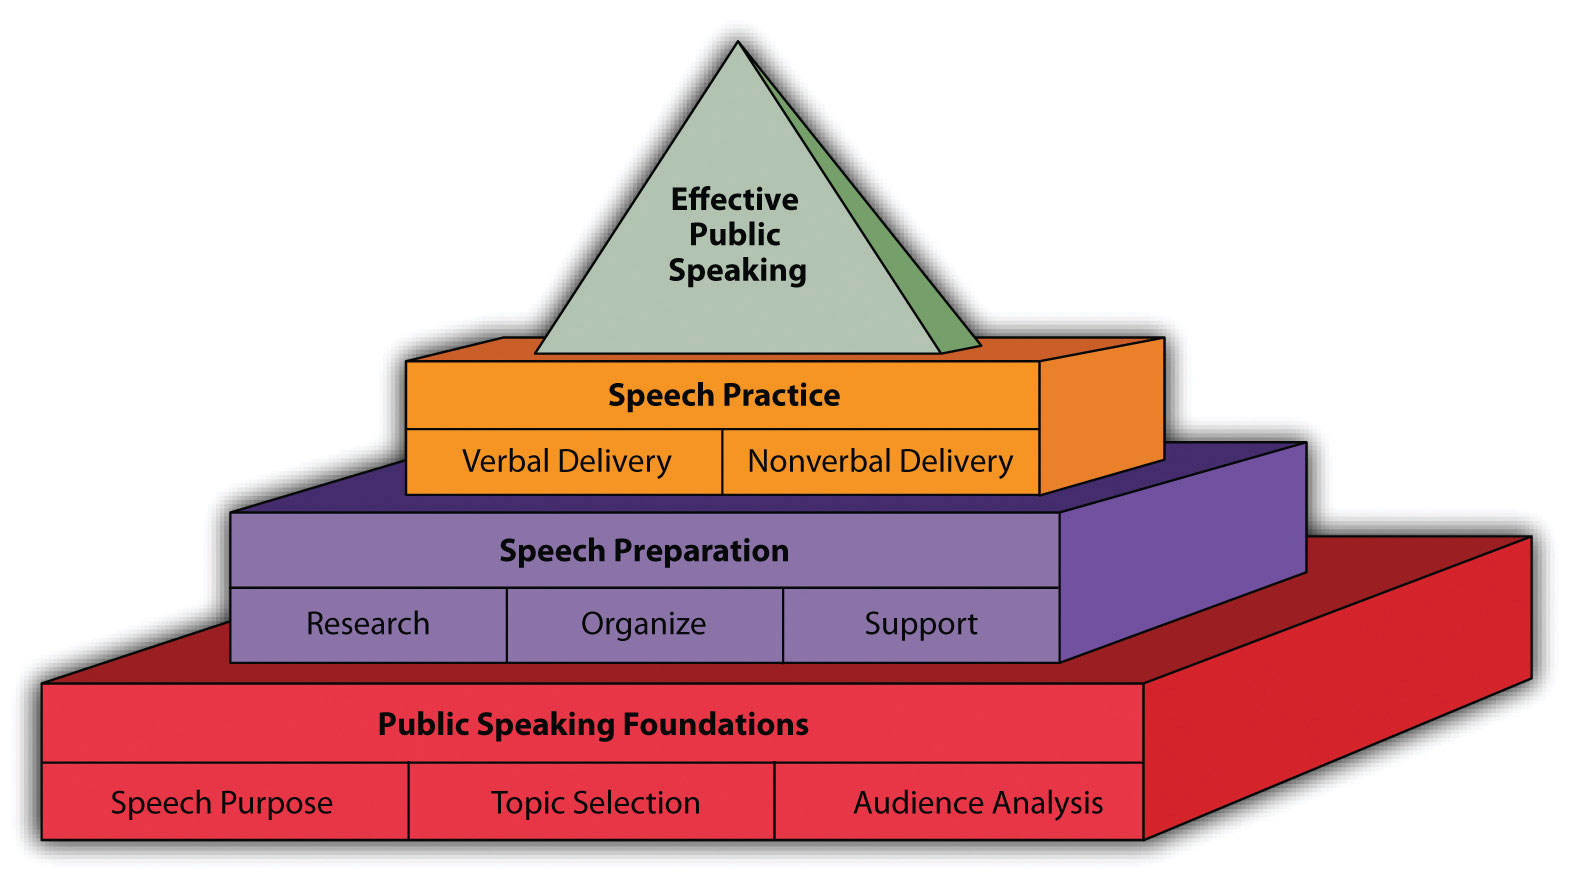 Effective
Public
Speaking
Speech Practice
Verbal Delivery
Nonverbal Delivery
Speech Preparation
Research
Organize
Support
Public Speaking Foundations
Speech Purpose
Topic Selection
Audience Analysis